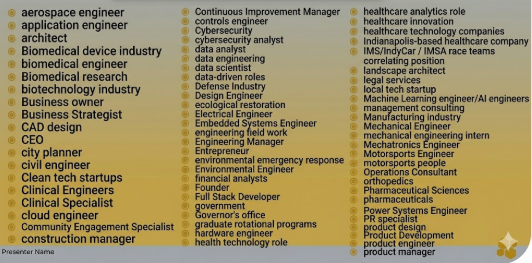 aerospace engineer
application engineer
architect
Biomedical device industry
biomedical engineer
Biomedical research
biotechnology industry
Business owner
Business Strategist
CAD design
CEO
city planner
civil engineer
Clean tech startups
Clinical Engineers
Clinical Specialist
cloud engineer
Community Engagement Specialist
construction manager
Continuous Improvement Manager
controls engineer
Cybersecurity
cybersecurity analyst
data analyst
data engineering
data scientist
data-driven roles
Defense Industry
Design Engineer
ecological restoration
Electrical Engineer
Embedded Systems Engineer
engineering field work
Engineering Manager
Entrepreneur
environmental emergency response
Environmental Engineer
financial analysts
Founder
Full Stack Developer
government
Governor's office
graduate rotational programs
hardware engineer
health technology role
healthcare analytics role
healthcare innovation
healthcare technology companies
Indianapolis-based healthcare company
IMS/IndyCar / IMSA race teams
correlating position
landscape architect
legal services
local tech startup
Machine Learning engineer/AI engineers
management consulting
Manufacturing industry
Mechanical Engineer
mechanical engineering intern
Mechatronics Engineer
Motorsports Engineer
motorsports people
Operations Consultant
orthopedics
Pharmaceutical Sciences
pharmaceuticals
Power Systems Engineer
PR specialist
product design
Product Development
product engineer
product manager
Presenter Name